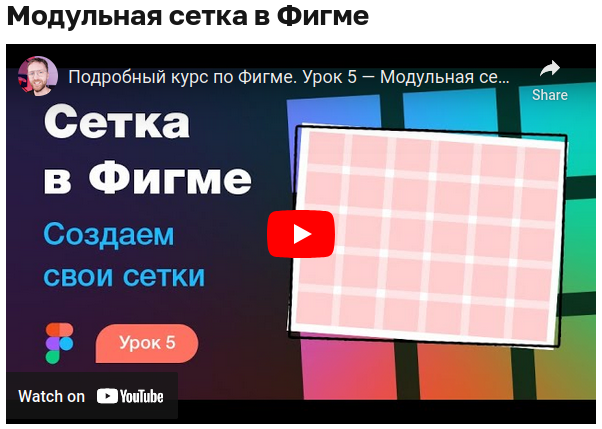 Модульная сетка в Фигме
Подробный курс по Фигме. Урок 5 — Модульная се...
Share
Сетка
в Фигме
Создаем
свои сетки
Урок 5
Watch on YouTube